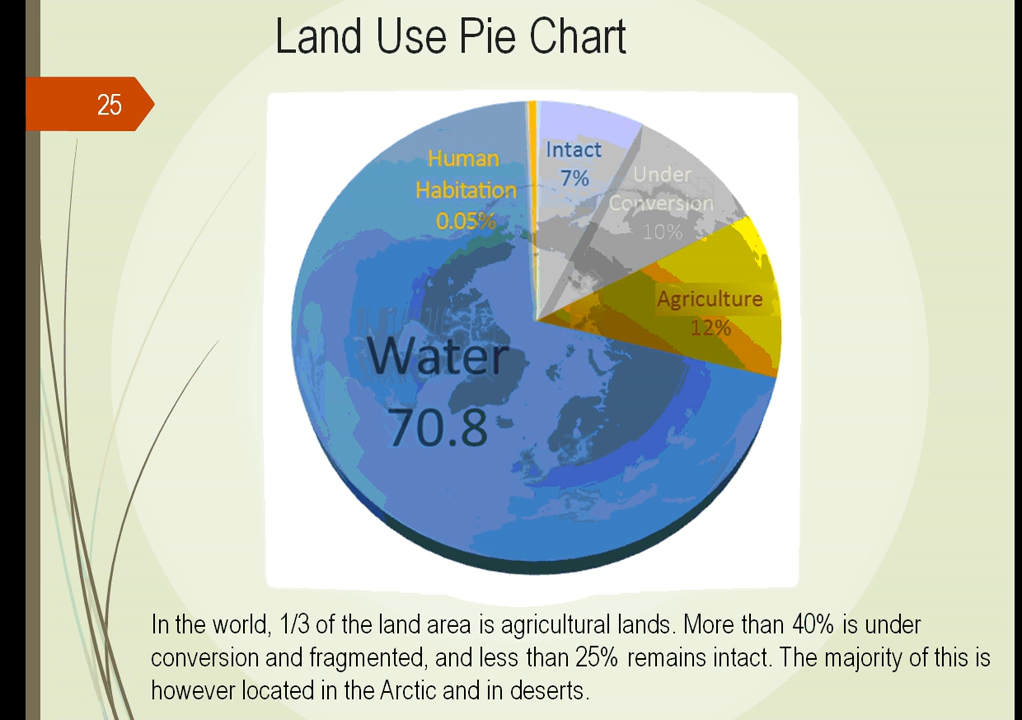 Land Use Pie Chart
25
Human
Habitation
0.05%
Intact
7%
Under
Conversion
10%
Agriculture
12%
Water
70.8
In the world, 1/3 of the land area is agricultural lands. More than 40% is under
conversion and fragmented, and less than 25% remains intact. The majority of this is
however located in the Arctic and in deserts.